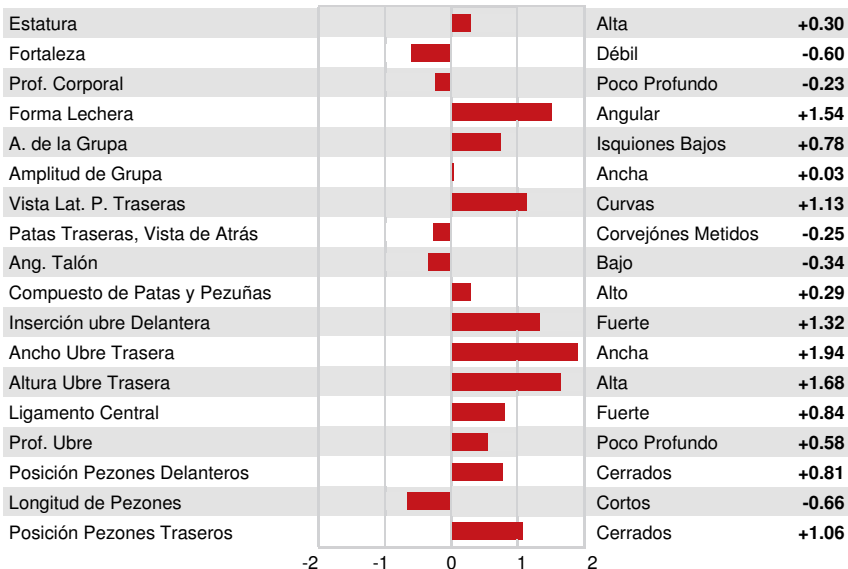 Estatura Alta +0.30
Fortaleza Débil -0.60
Prof. Corporal Poco Profundo -0.23
Forma Lechera Angular +1.54
A. de la Grupa Isquiones Bajos +0.78
Amplitud de Grupa Ancha +0.03
Vista Lat. P. Traseras Curvas +1.13
Patas Traseras, Vista de Atrás Corvejónes Metidos -0.25
Ang. Talón Bajo -0.34
Compuesto de Patas y Pezuñas Alto +0.29
Inserción ubre Delantera Fuerte +1.32
Ancho Ubre Trasera Ancha +1.94
Altura Ubre Trasera Alta +1.68
Ligamento Central Fuerte +0.84
Prof. Ubre Poco Profundo +0.58
Posición Pezones Delanteros Cerrados +0.81
Longitud de Pezones Cortos -0.66
Posición Pezones Traseros Cerrados +1.06
-2 -1 0 1 2